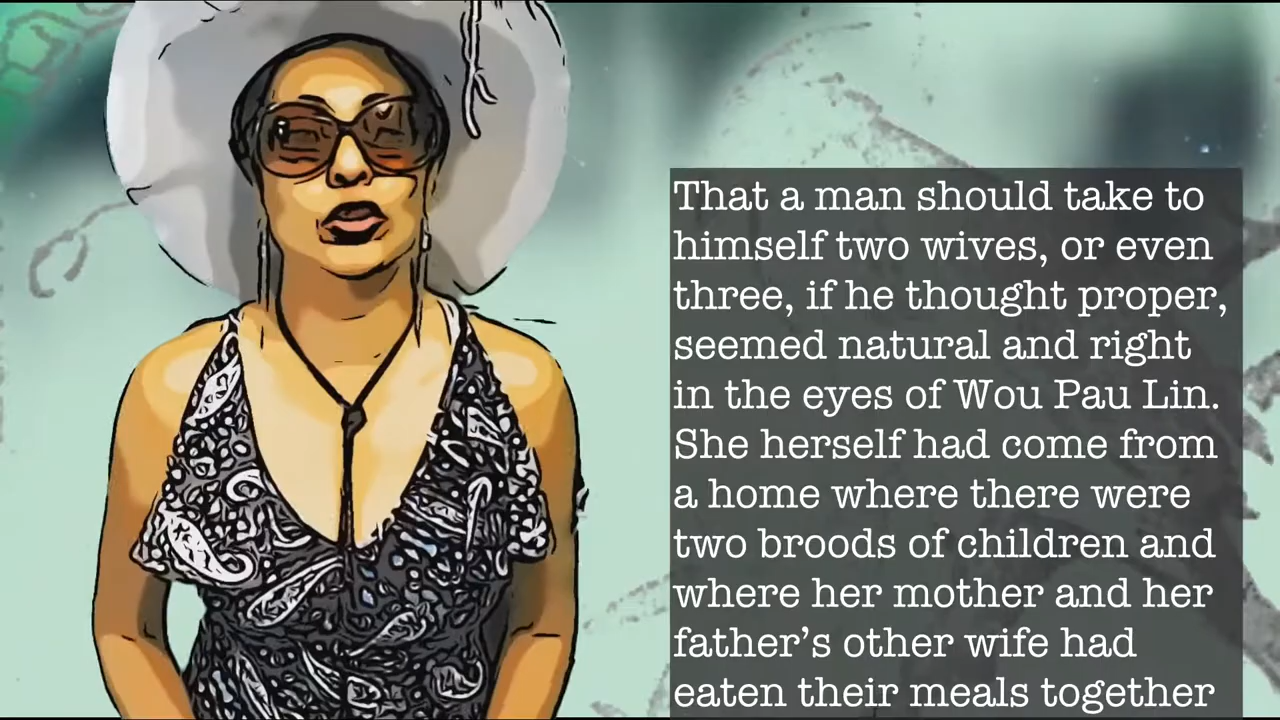 That a man should take to
himself two wives, or even
three, if he thought proper,
seemed natural and right
in the eyes of Wou Pau Lin.
She herself had come from
a home where there were
two broods of children and
where her mother and her
father’s other wife had
eaten their meals together